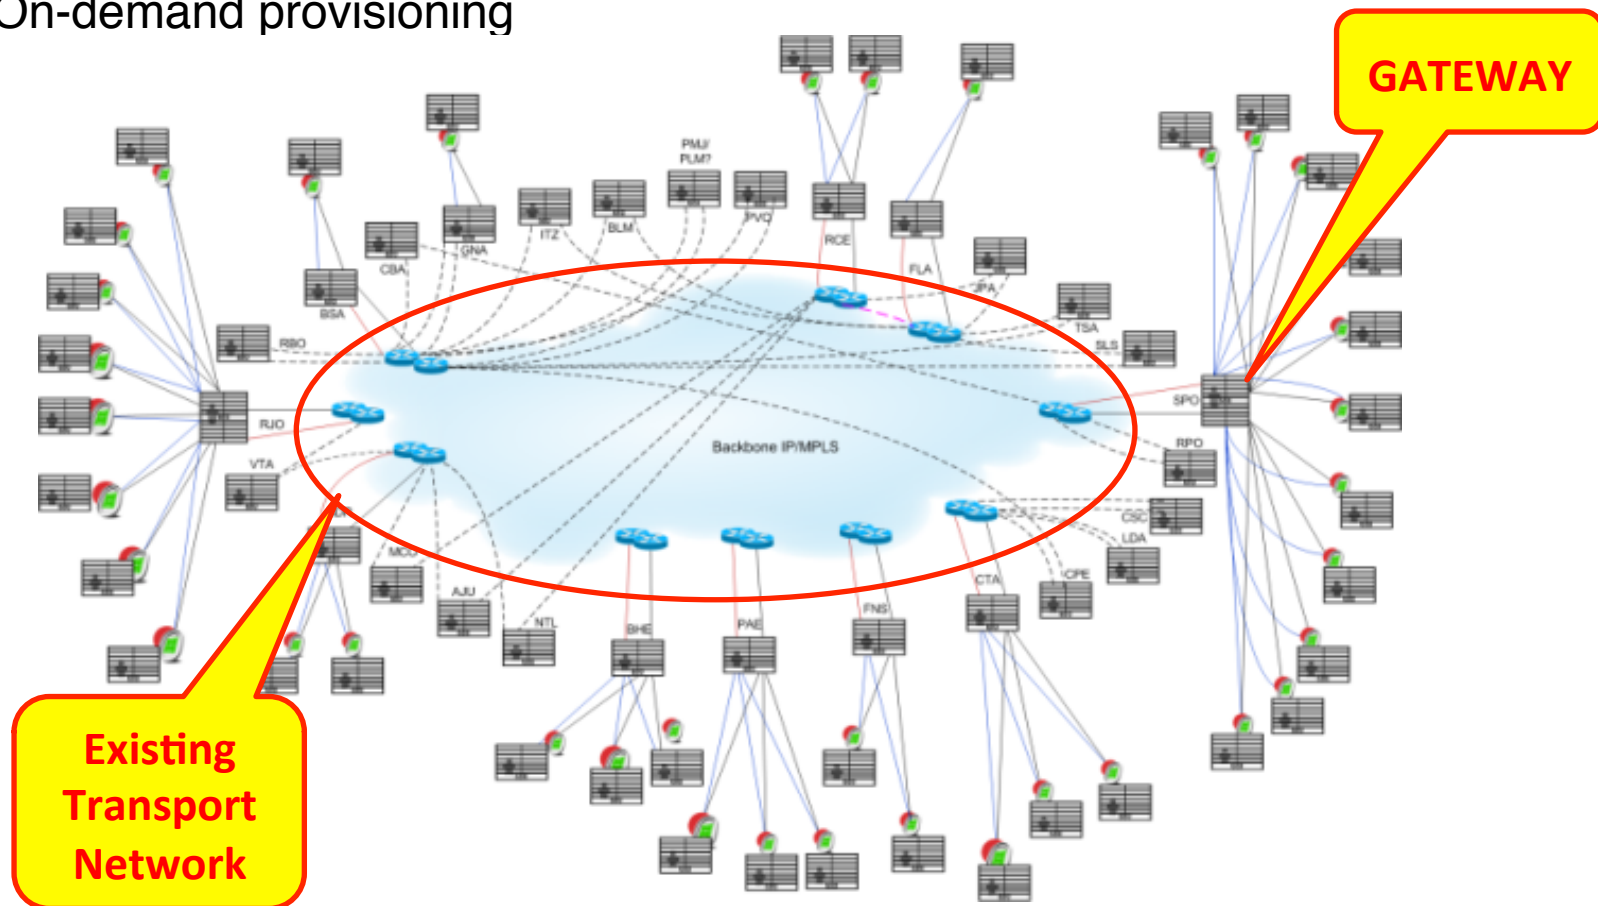 On-demand provisioning
GATEWAY
PMJ/
PLM?
PVO
ITZ
BLM
GNA
CBA
RCE
FLA
JPA
TSA
SLS
BSA
RBO
RJO
SPO
RPO
VTA
Backbone IP/MPLS
CSC
LDA
CPE
CTA
MCO
AJU
NTL
BHE
PAE
FNS
Existing
Transport
Network